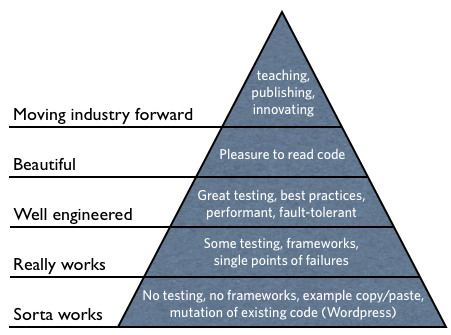 teaching,
publishing,
innovating
Moving industry forward
Pleasure to read code
Beautiful
Great testing, best practices,
performant, fault-tolerant
Well engineered
Some testing, frameworks,
single points of failures
Really works
No testing, no frameworks, example copy/paste,
mutation of existing code (Wordpress)
Sorta works